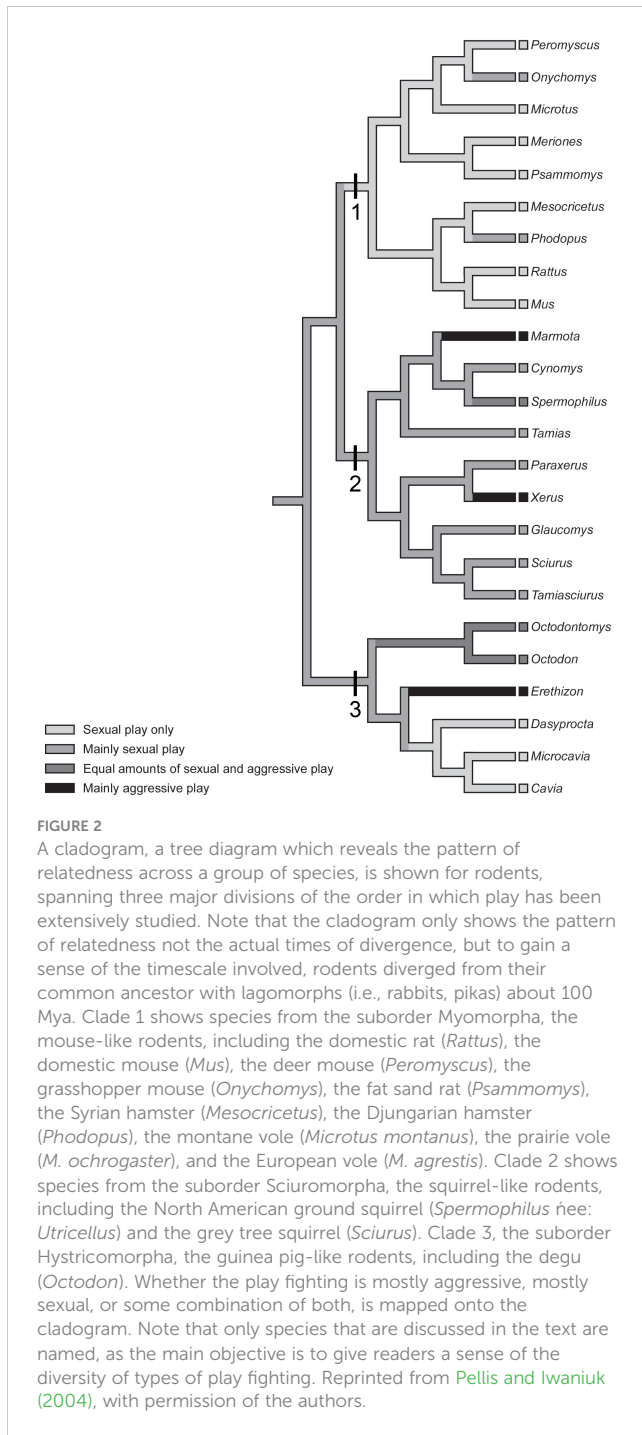 Peromyscus
Onychomys
Microtus
Meriones
Psammomys
Mesocricetus
Phodopus
Rattus
Mus
Marmota
Cynomys
Spermophilus
Tamias
Paraxerus
Xerus
Glaucomys
Sciurus
Tamiasciurus
Octodontomys
Octodon
Erethizon
Dasyprocta
Microcavia
Cavia
1
2
3
Sexual play only
Mainly sexual play
Equal amounts of sexual and aggressive play
Mainly aggressive play
FIGURE 2
A cladogram, a tree diagram which reveals the pattern of
relatedness across a group of species, is shown for rodents,
spanning three major divisions of the order in which play has been
extensively studied. Note that the cladogram only shows the pattern
of relatedness not the actual times of divergence, but to gain a
sense of the timescale involved, rodents diverged from their
common ancestor with lagomorphs (i.e., rabbits, pikas) about 100
Mya. Clade 1 shows species from the suborder Myomorpha, the
mouse-like rodents, including the domestic rat (Rattus), the
domestic mouse (Mus), the deer mouse (Peromyscus), the
grasshopper mouse (Onychomys), the fat sand rat (Psammomys),
the Syrian hamster (Mesocricetus), the Djungarian hamster
(Phodopus), the montane vole (Microtus montanus), the prairie vole
(M. ochrogaster), and the European vole (M. agrestis). Clade 2 shows
species from the suborder Sciuromorpha, the squirrel-like rodents,
including the North American ground squirrel (Spermophilus ńee:
Utricellus) and the grey tree squirrel (Sciurus). Clade 3, the suborder
Hystricomorpha, the guinea pig-like rodents, including the degu
(Octodon). Whether the play fighting is mostly aggressive, mostly
sexual, or some combination of both, is mapped onto the
cladogram. Note that only species that are discussed in the text are
named, as the main objective is to give readers a sense of the
diversity of types of play fighting. Reprinted from Pellis and Iwaniuk
(2004), with permission of the authors.